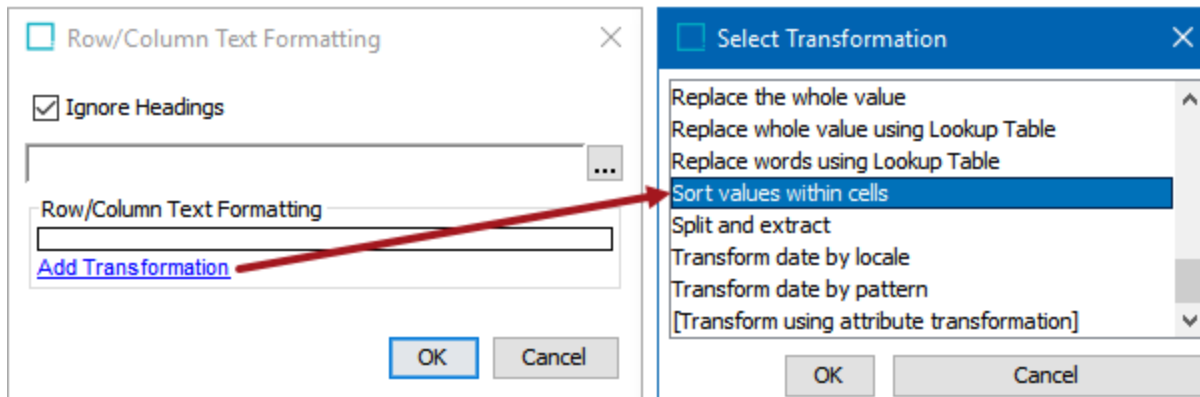 Row/Column Text Formatting
Ignore Headings
...
Row/Column Text Formatting
Add Transformation
OK
Cancel
Select Transformation
Replace the whole value
Replace whole value using Lookup Table
Replace words using Lookup Table
Sort values within cells
Split and extract
Transform date by locale
Transform date by pattern
[Transform using attribute transformation]
OK
Cancel